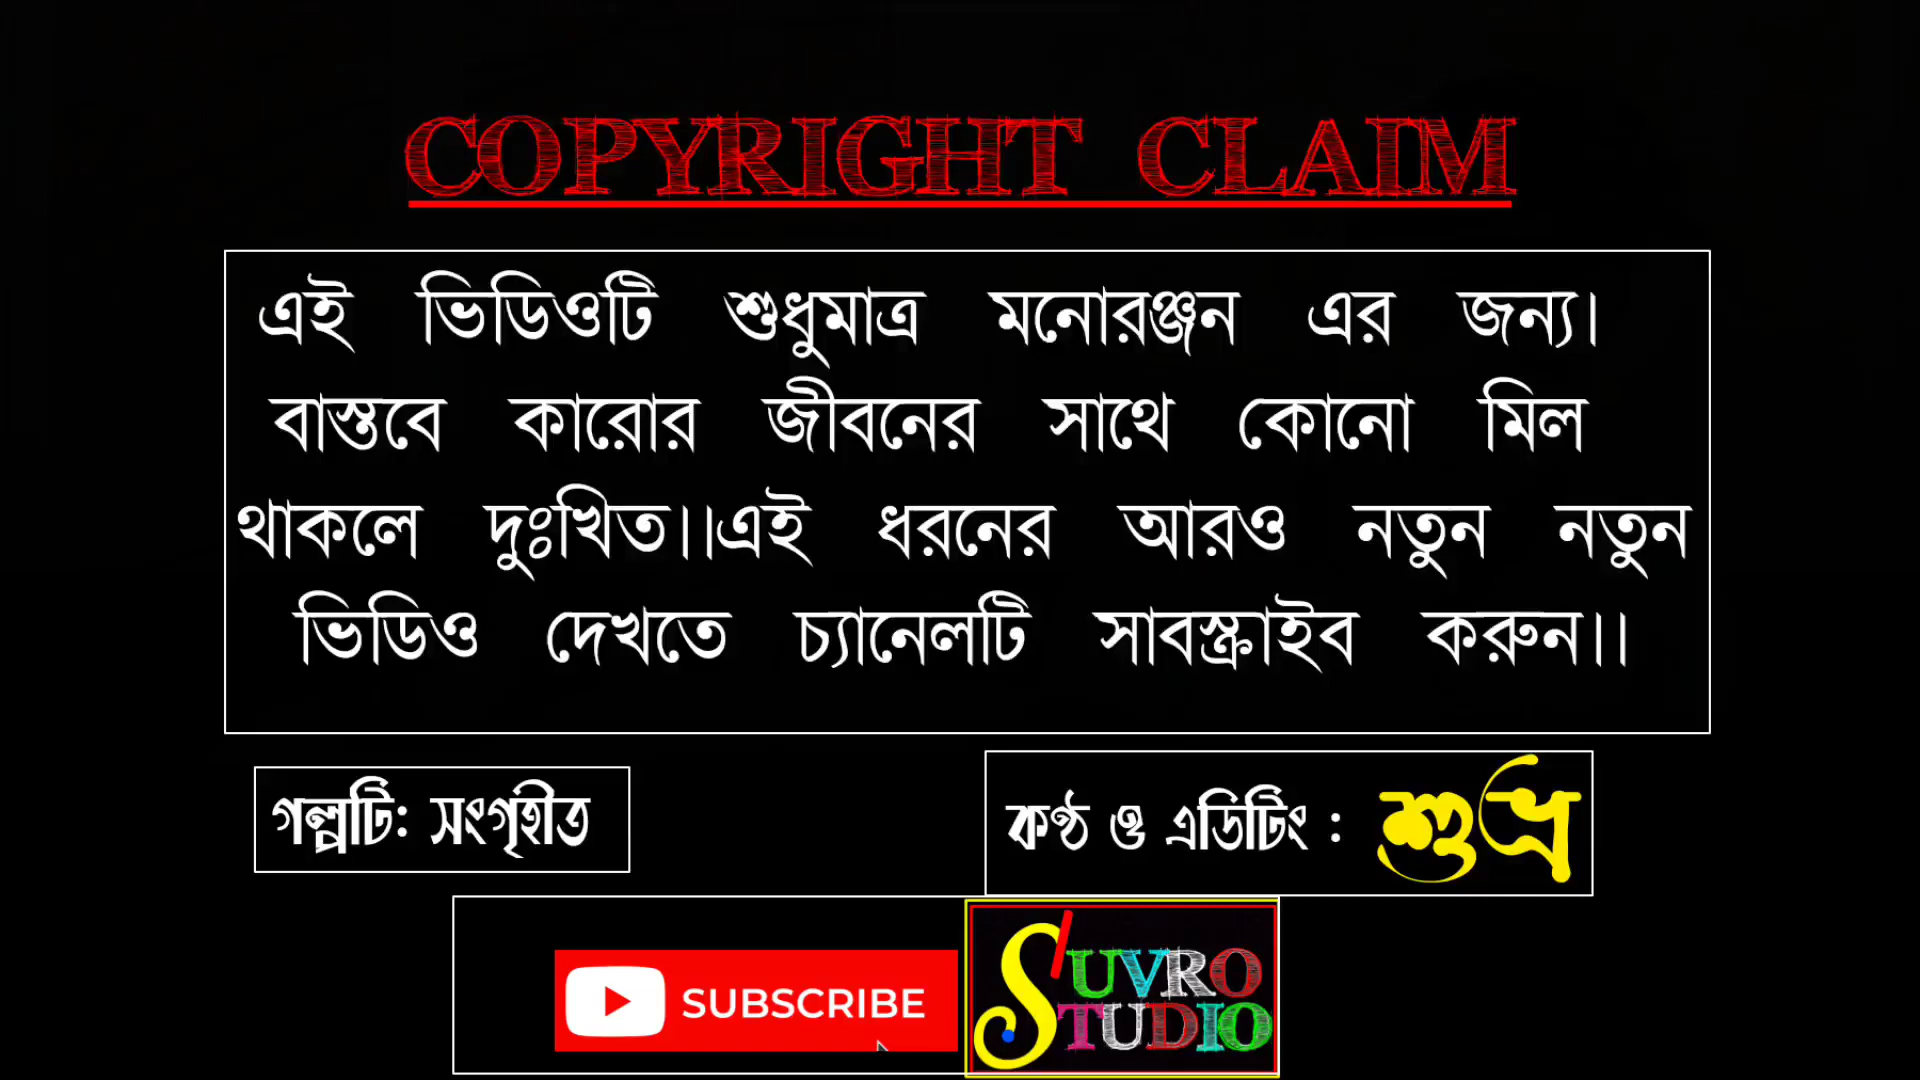 COPYRIGHT CLAIM
এই ভিডিওটি শুধুমাত্র মনোরঞ্জন এর জন্য।
বাস্তবে কারোর জীবনের সাথে কোনো মিল
থাকলে দুঃখিত।।এই ধরনের আরও নতুন নতুন
ভিডিও দেখতে চ্যানেলটি সাবস্ক্রাইব করুন।।
গল্পটি: সংগৃহীত
কণ্ঠ ও এডিটিং : শুভ্র
SUBSCRIBE
SUVRO
STUDIO